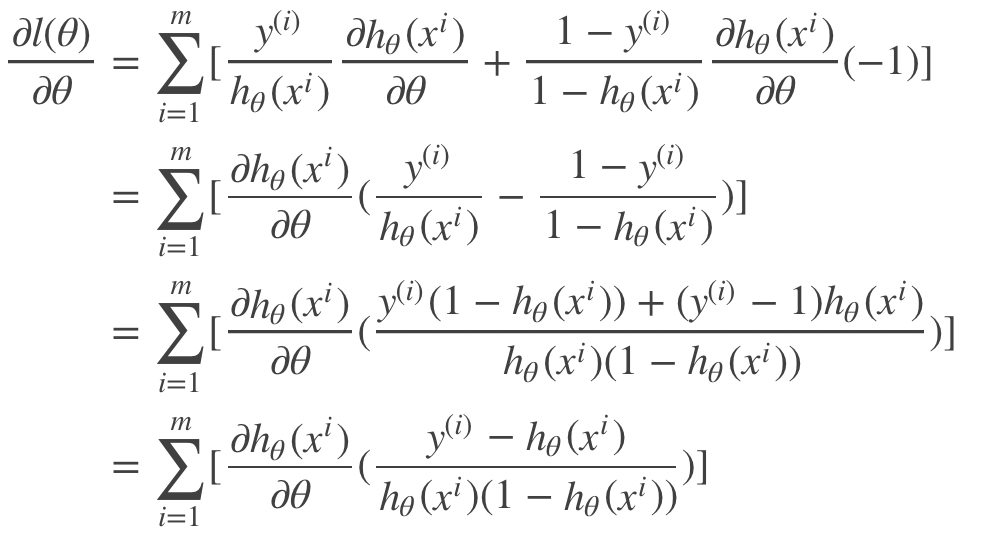 ∂l(θ)/∂θ = ∑_{i=1}^{m} [ y^{(i)}/h_θ(x^i) ∂h_θ(x^i)/∂θ + (1 − y^{(i)})/(1 − h_θ(x^i)) ∂h_θ(x^i)/∂θ (−1)]
= ∑_{i=1}^{m} [ ∂h_θ(x^i)/∂θ ( y^{(i)}/h_θ(x^i) − (1 − y^{(i)})/(1 − h_θ(x^i)) )]
= ∑_{i=1}^{m} [ ∂h_θ(x^i)/∂θ ( (y^{(i)}(1 − h_θ(x^i)) + (y^{(i)} − 1)h_θ(x^i))/(h_θ(x^i)(1 − h_θ(x^i))) )]
= ∑_{i=1}^{m} [ ∂h_θ(x^i)/∂θ ( (y^{(i)} − h_θ(x^i))/(h_θ(x^i)(1 − h_θ(x^i))) )]